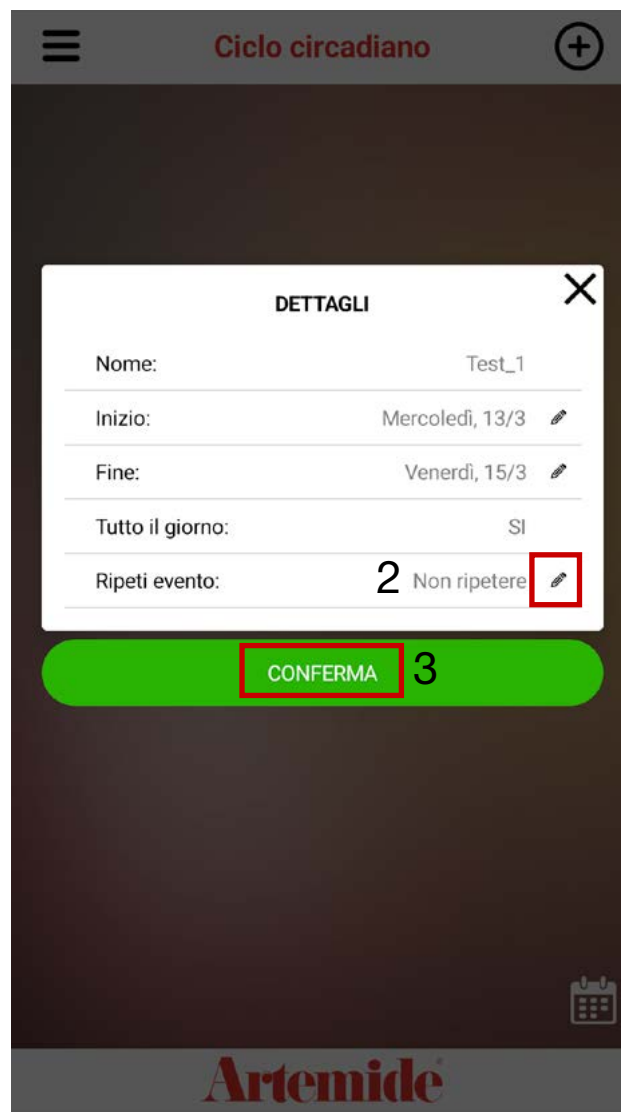 Ciclo circadiano
DETTAGLI
Nome: Test_1
Inizio: Mercoledì, 13/3
Fine: Venerdì, 15/3
Tutto il giorno: SI
Ripeti evento: 2 Non ripetere
CONFERMA 3
Artemide